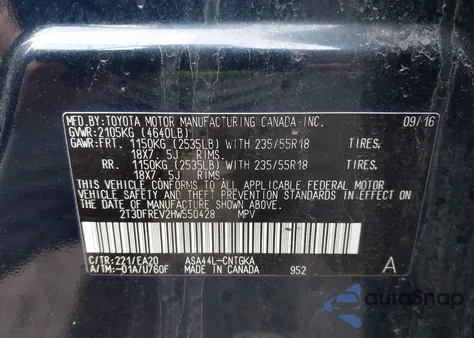 MFD. BY:TOYOTA MOTOR MANUFACTURING CANADA-INC. 09/16
GVWR:2105KG (4640LB)
GAWR:FRT. 1150KG (2535LB) WITH 235/55R18 TIRES.
18X7. 5J RIMS.
RR. 1150KG (2535LB) WITH 235/55R18 TIRES.
18X7. 5J RIMS.
THIS VEHICLE CONFORMS TO ALL APPLICABLE FEDERAL MOTOR
VEHICLE SAFETY AND BUMPER STANDARDS IN EFFECT ON THE DATE OF
MANUFACTURE SHOWN ABOVE.
2T3DFREV2HW550428 MPV
C/TR:221/EA20 ASA44L-CNTGKA
A/TM:-01A/U760F MADE IN CANADA 952 A
autoSnap